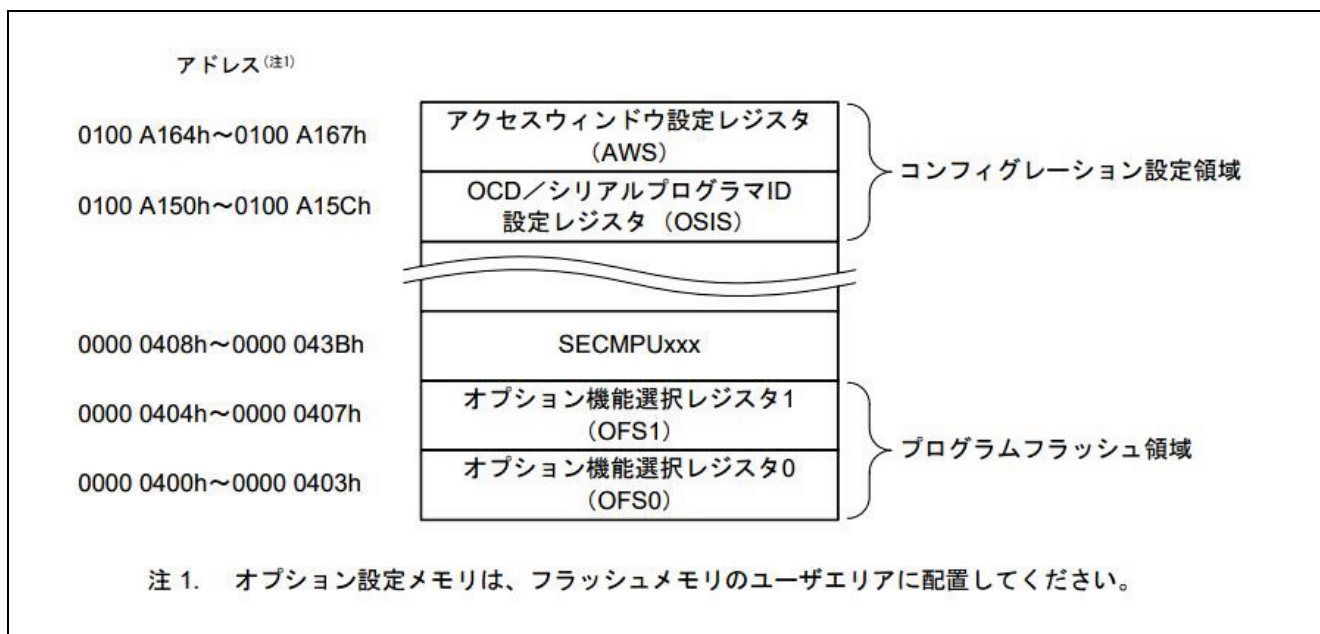 アドレス(注1)
0100 A164h~0100 A167h
アクセスウィンドウ設定レジスタ
(AWS)
コンフィグレーション設定領域
0100 A150h~0100 A15Ch
OCD/シリアルプログラマID
設定レジスタ(OSIS)
0000 0408h~0000 043Bh
SECMPUxxx
0000 0404h~0000 0407h
オプション機能選択レジスタ1
(OFS1)
プログラムフラッシュ領域
0000 0400h~0000 0403h
オプション機能選択レジスタ0
(OFS0)
注 1. オプション設定メモリは、フラッシュメモリのユーザエリアに配置してください。